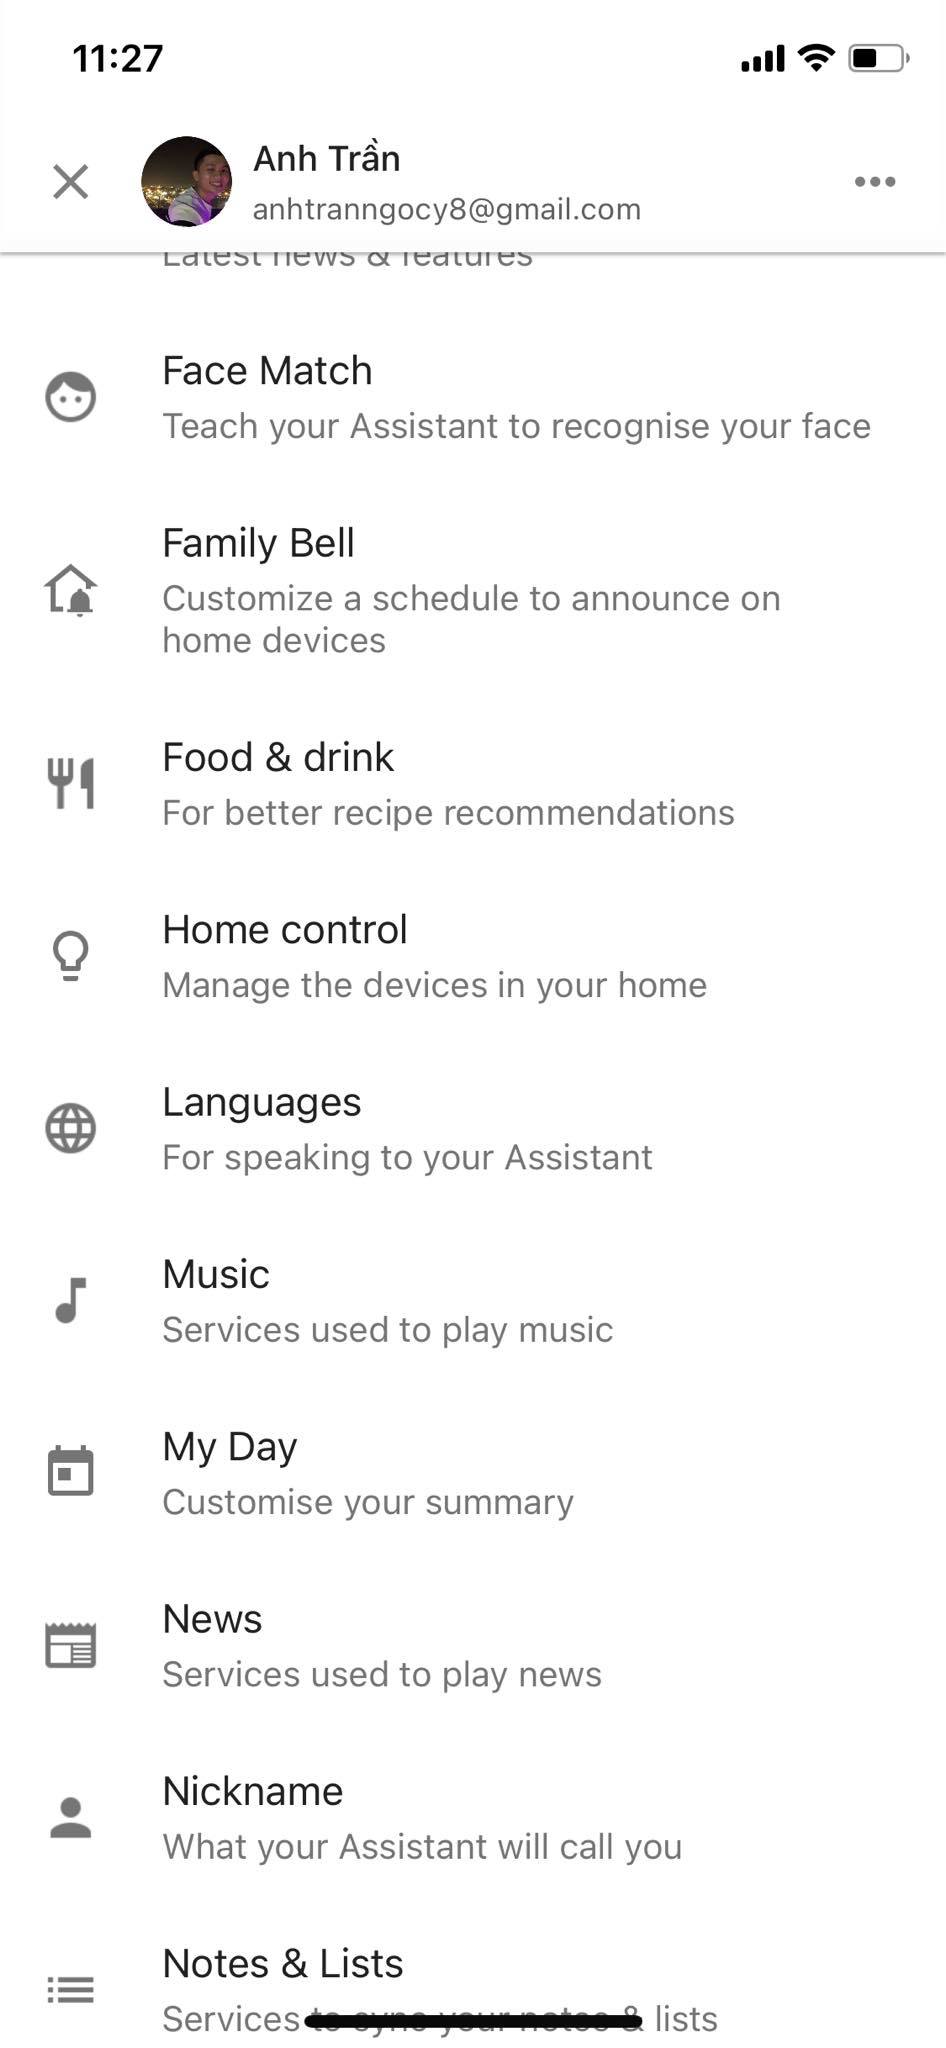 11:27
Anh Trần
anhtranngocy8@gmail.com
Latest news & features
Face Match
Teach your Assistant to recognise your face
Family Bell
Customize a schedule to announce on
home devices
Food & drink
For better recipe recommendations
Home control
Manage the devices in your home
Languages
For speaking to your Assistant
Music
Services used to play music
My Day
Customise your summary
News
Services used to play news
Nickname
What your Assistant will call you
Notes & Lists
Services to sync your notes & lists